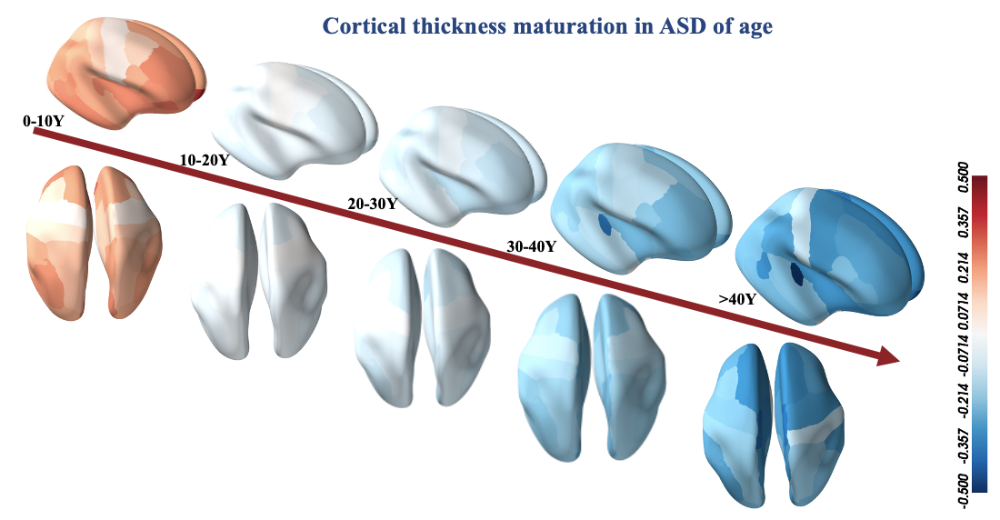 Cortical thickness maturation in ASD of age
0-10Y
10-20Y
20-30Y
30-40Y
>40Y
0.500
0.357
0.214
0.0714
-0.0714
-0.214
-0.357
-0.500